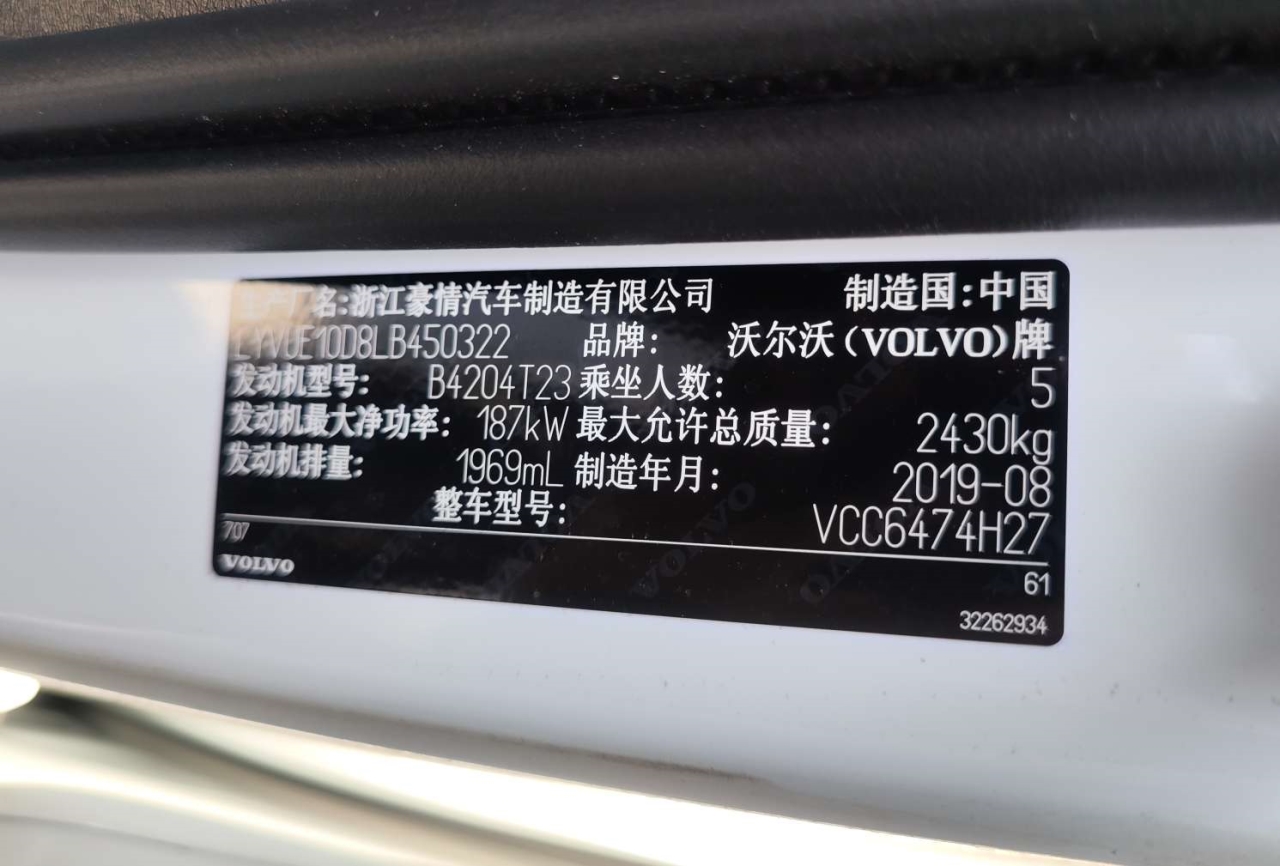 生产厂名:浙江豪情汽车制造有限公司 制造国:中国
LYVUE10D8LB450322 品牌: 沃尔沃(VOLVO)牌
发动机型号: B4204T23 乘坐人数: 5
发动机最大净功率: 187kW 最大允许总质量: 2430kg
发动机排量: 1969mL 制造年月: 2019-08
整车型号: VCC6474H27
707
61
VOLVO
32262934